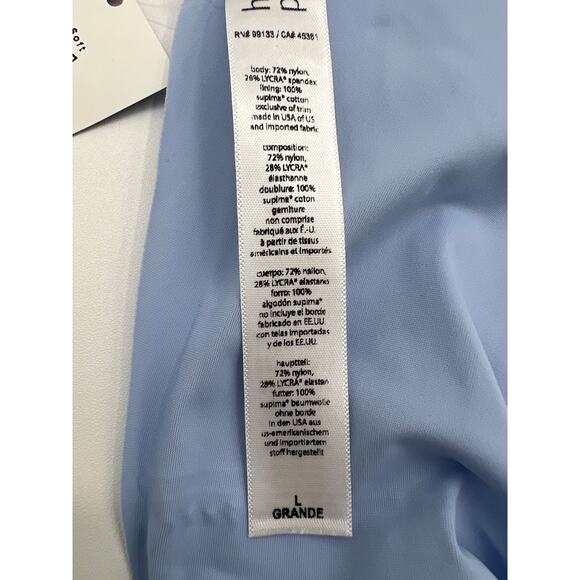 Soft
RN# 99133 / CA# 45381
body: 72% nylon,
28% LYCRA® spandex
lining: 100%
supima® cotton
exclusive of trim
made in USA of US
and imported fabric
composition:
72% nylon,
28% LYCRA®
élasthanne
doublure: 100%
supima® coton
garniture
non comprise
fabriqué aux É.-U.
à partir de tissus
américains et importés
cuerpo: 72% nailon,
28% LYCRA® elastano
forro: 100%
algodón supima®
no incluye el borde
fabricado en EE.UU.
con telas importadas
y de los EE.UU.
hauptteil:
72% nylon,
28% LYCRA® elastan
futter: 100%
supima® baumwolle
ohne borde
in den USA aus
us-amerikanischem
und importiertem
stoff hergestellt
L
GRANDE